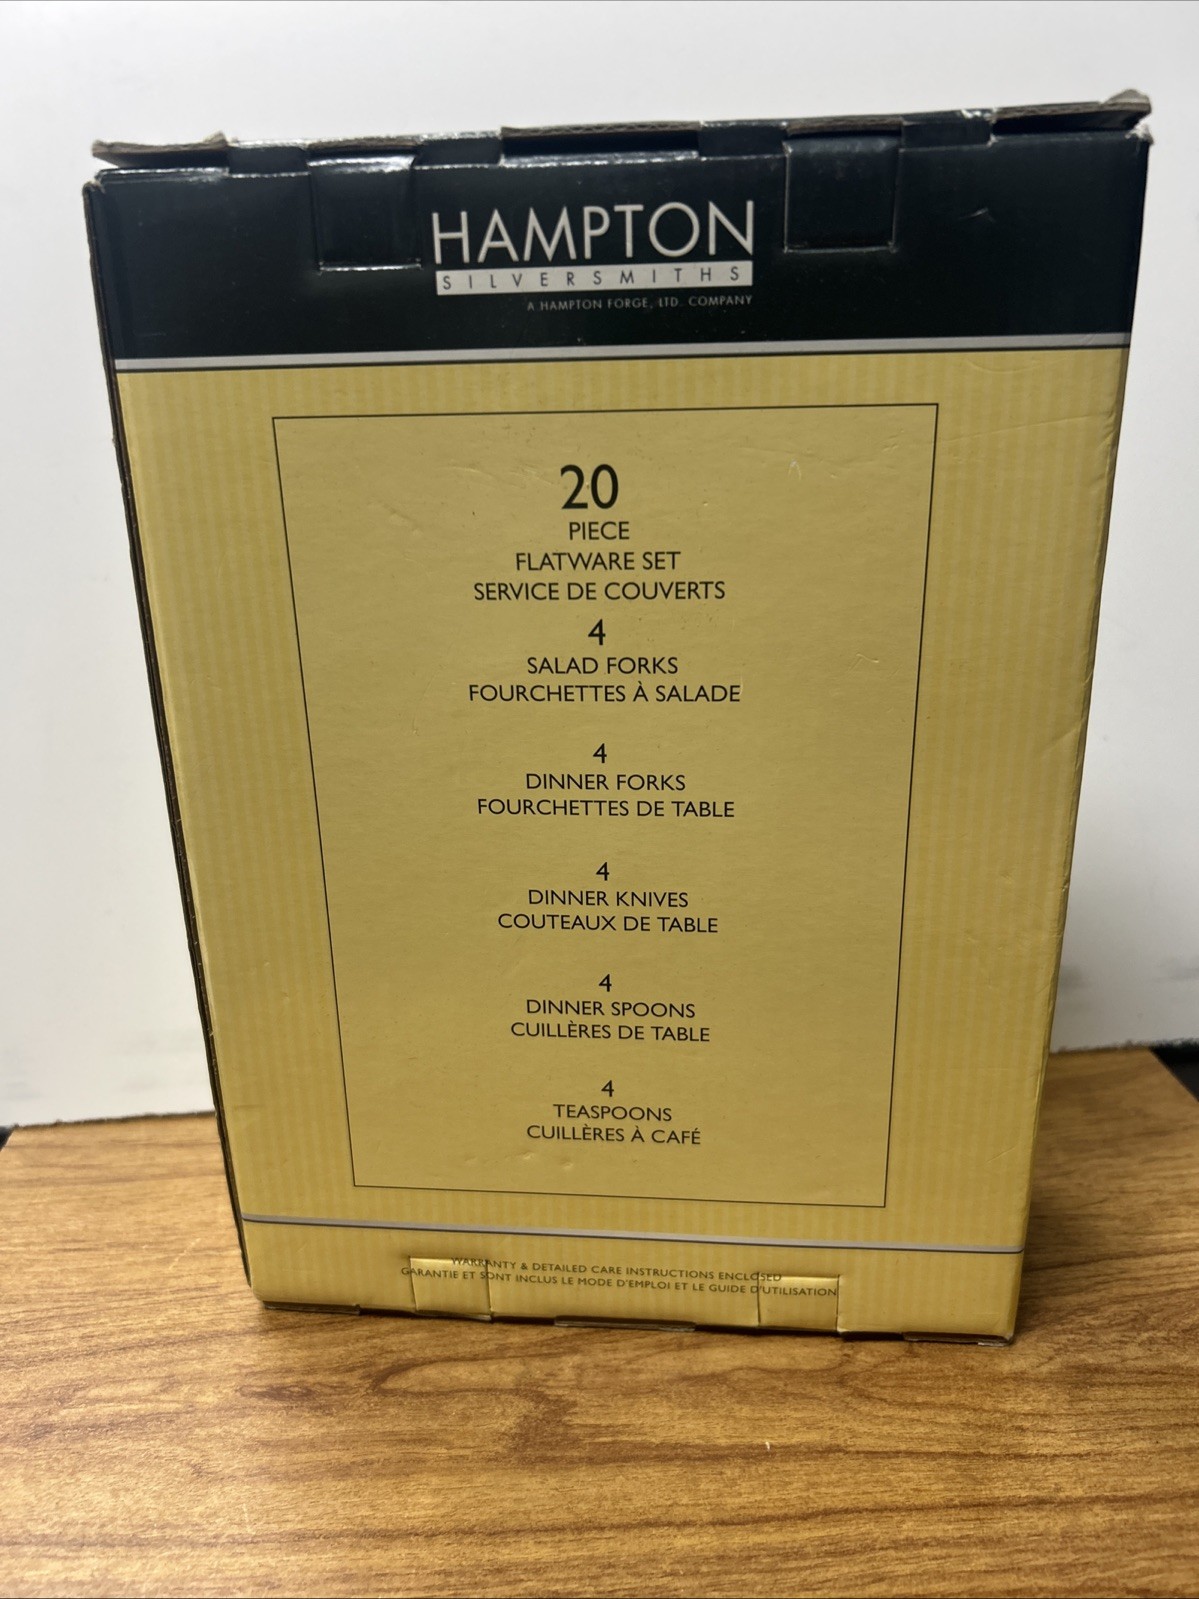 HAMPTON
SILVERSMITHS
A HAMPTON FORGE, LTD. COMPANY
20
PIECE
FLATWARE SET
SERVICE DE COUVERTS
4
SALAD FORKS
FOURCHETTES À SALADE
4
DINNER FORKS
FOURCHETTES DE TABLE
4
DINNER KNIVES
COUTEAUX DE TABLE
4
DINNER SPOONS
CUILLÈRES DE TABLE
4
TEASPOONS
CUILLÈRES À CAFÉ
WARRANTY & DETAILED CARE INSTRUCTIONS ENCLOSED
GARANTIE ET SONT INCLUS LE MODE D'EMPLOI ET LE GUIDE D'UTILISATION